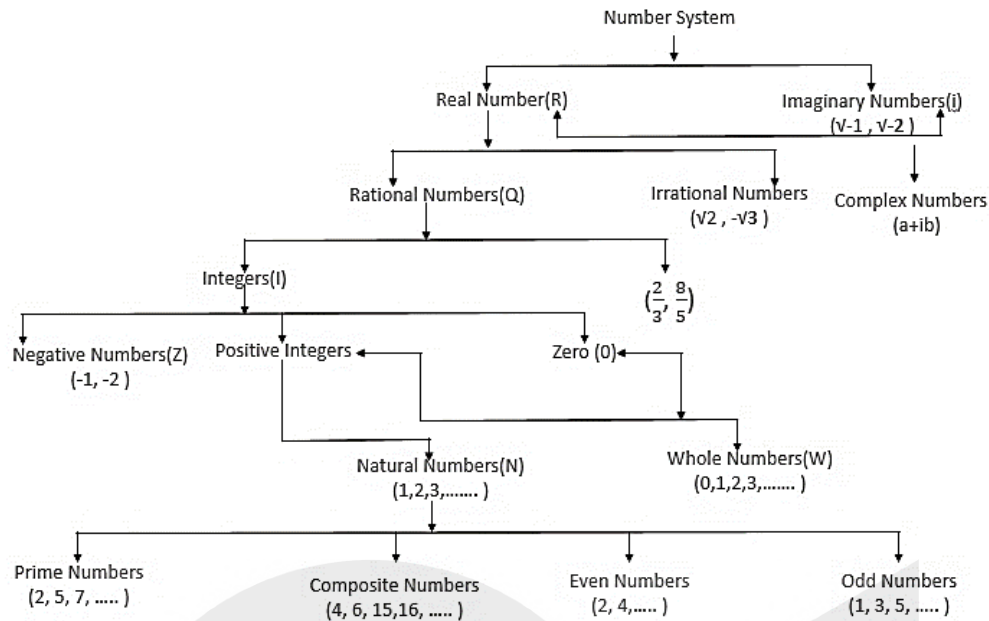 Number System
Real Number(R)
Imaginary Numbers(i)
(√-1 , √-2 )
Rational Numbers(Q)
Irrational Numbers
(√2 , -√3 )
Complex Numbers
(a+ib)
Integers(I)
(2/3, 8/5)
Negative Numbers(Z)
(-1, -2 )
Positive Integers
Zero (0)
Natural Numbers(N)
(1,2,3,....... )
Whole Numbers(W)
(0,1,2,3,....... )
Prime Numbers
(2, 5, 7, ..... )
Composite Numbers
(4, 6, 15,16, ..... )
Even Numbers
(2, 4,..... )
Odd Numbers
(1, 3, 5, ..... )